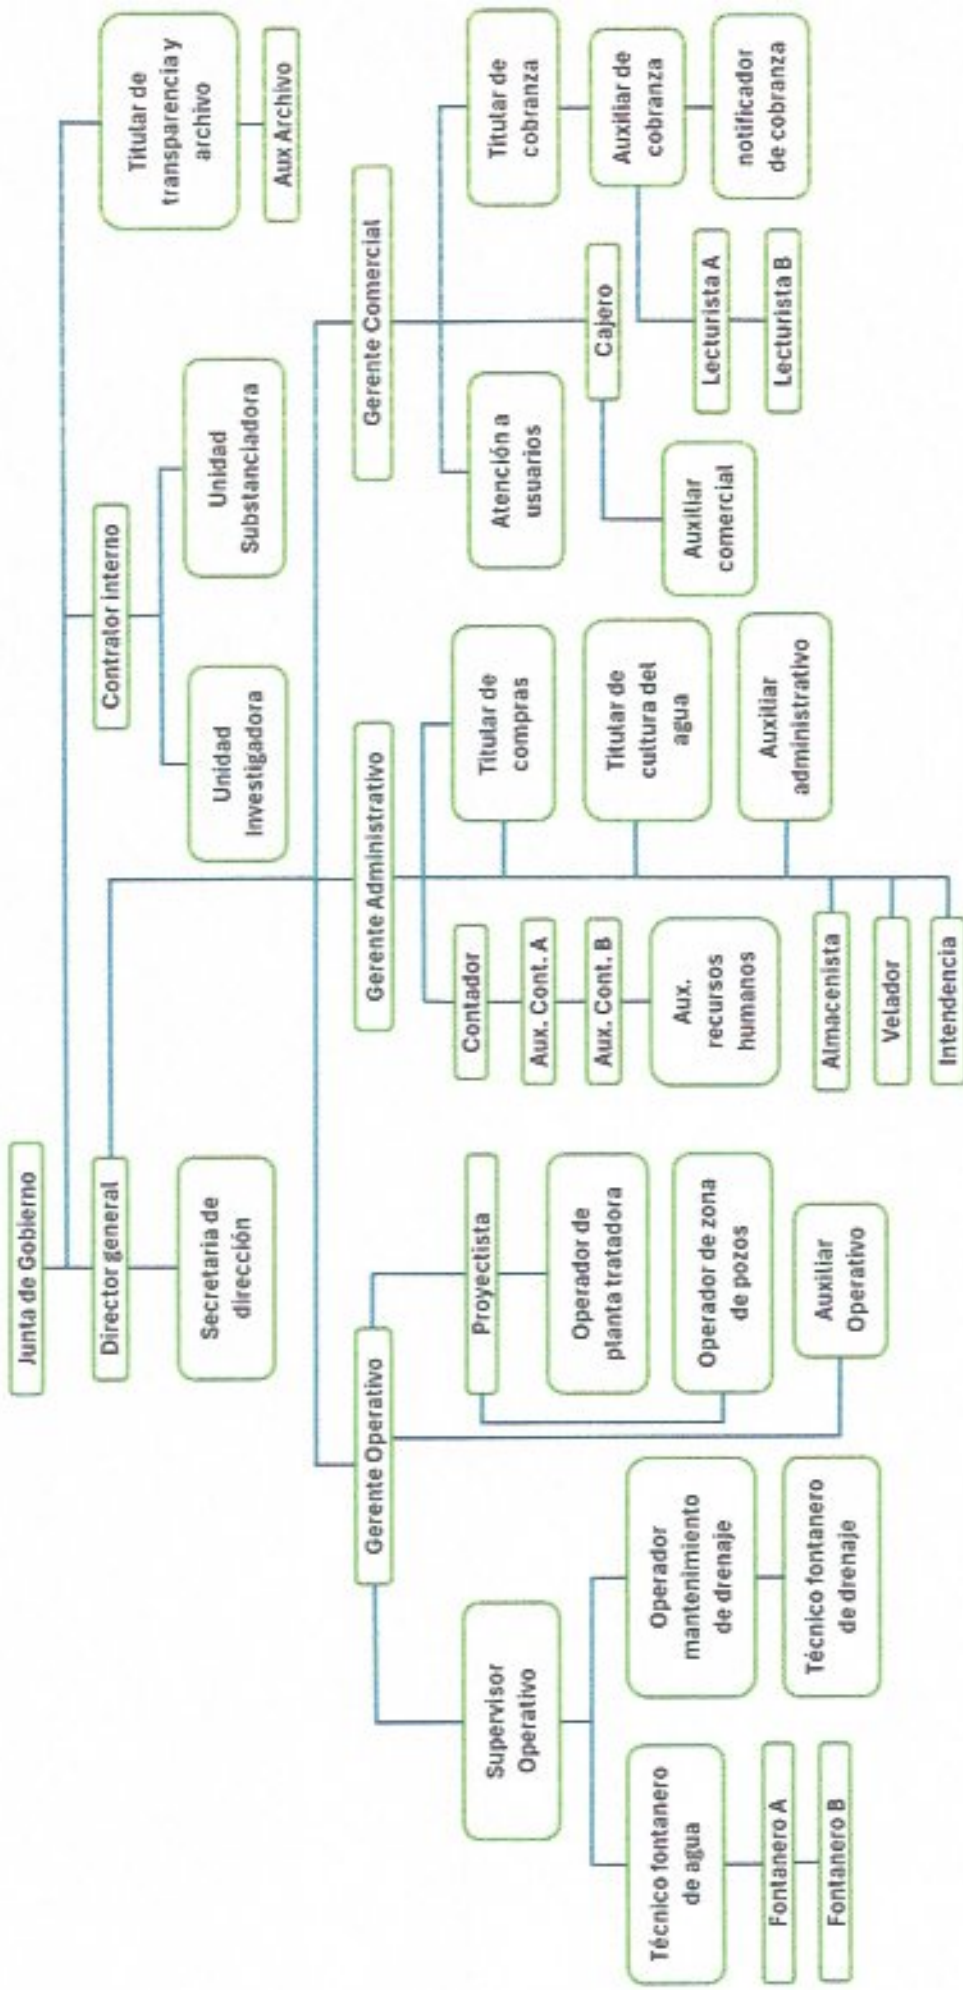 Junta de Gobierno
Director general
Secretaria de
dirección
Contralor interno
Unidad
Investigadora
Unidad
Substanciadora
Titular de
transparencia y
archivo
Aux Archivo
Gerente Operativo
Supervisor
Operativo
Técnico fontanero
de agua
Fontanero A
Fontanero B
Operador
mantenimiento
de drenaje
Técnico fontanero
de drenaje
Proyectista
Operador de
planta tratadora
Operador de zona
de pozos
Auxiliar
Operativo
Gerente Administrativo
Contador
Aux. Cont. A
Aux. Cont. B
Aux.
recursos
humanos
Titular de
compras
Titular de
cultura del
agua
Auxiliar
administrativo
Almacenista
Velador
Intendencia
Gerente Comercial
Atención a
usuarios
Cajero
Auxiliar
comercial
Titular de
cobranza
Auxiliar de
cobranza
notificador
de cobranza
Lecturista A
Lecturista B